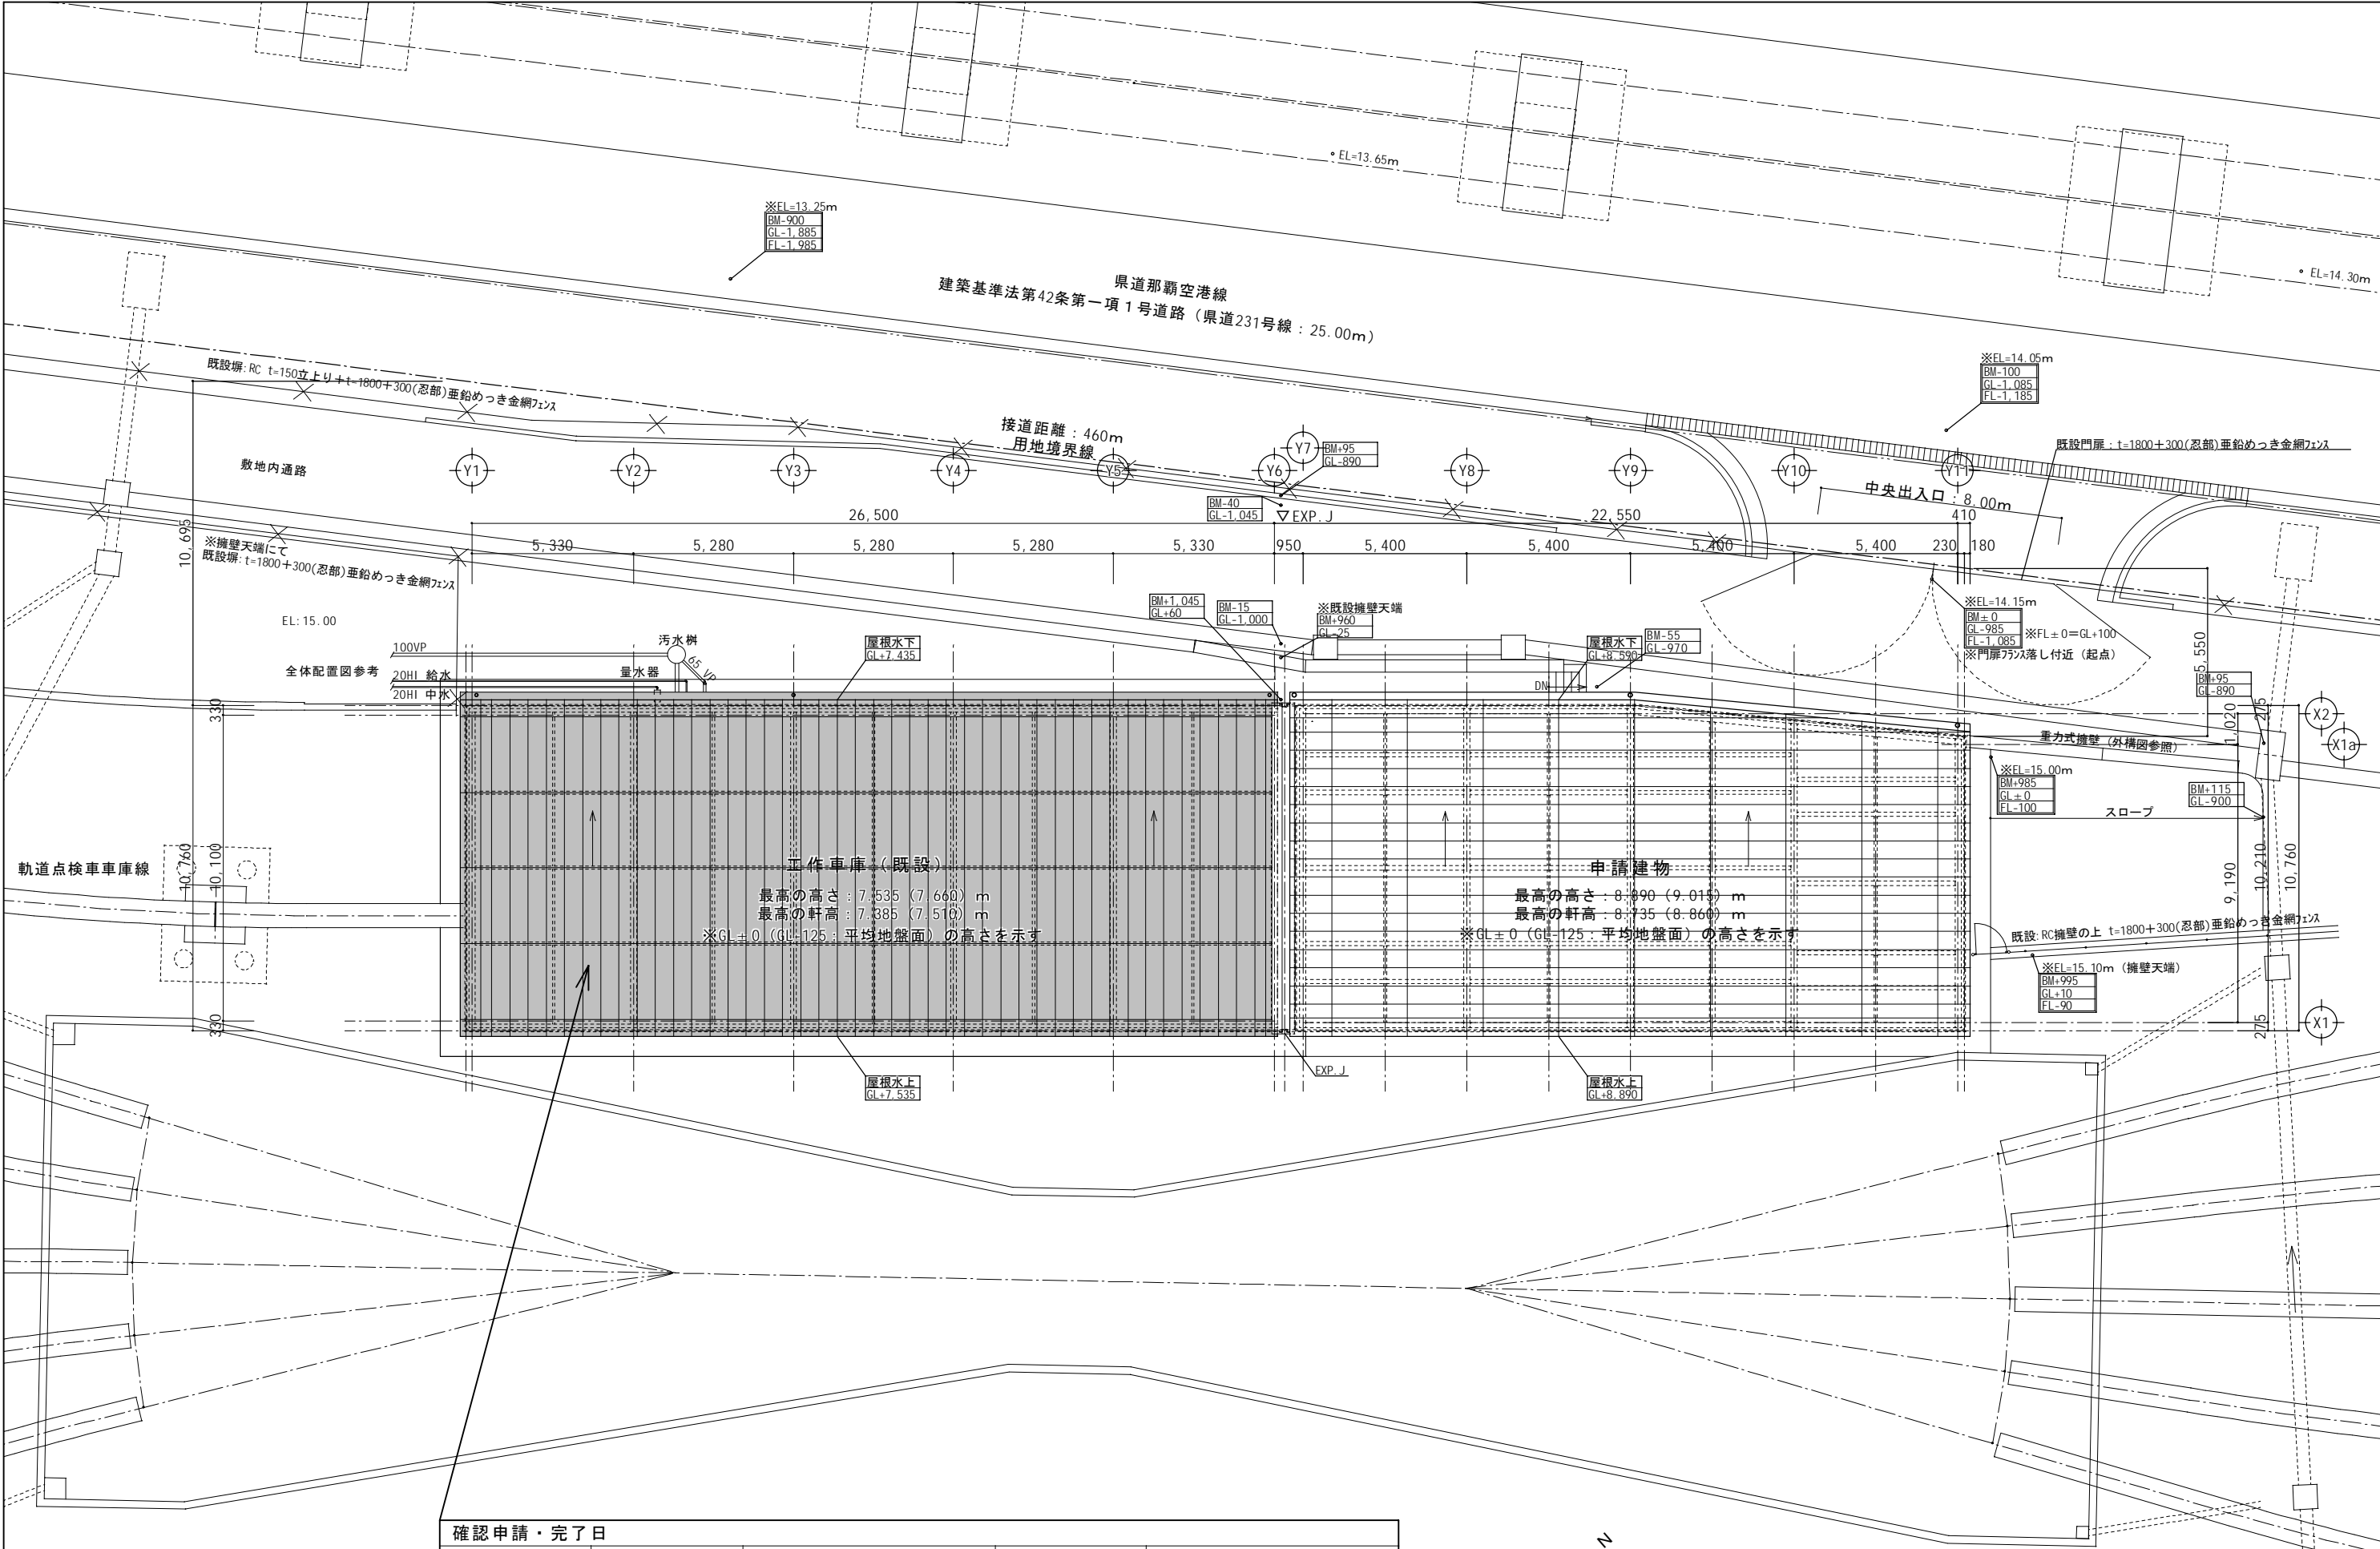 ※EL=13.25m
BM-900
GL-1,885
FL-1,985
EL=13.65m
EL=14.30m
県道那覇空港線
建築基準法第42条第一項１号道路（県道231号線：25.00m）
※EL=14.05m
BM-100
GL-1,085
FL-1,185
既設塀:RC t=150立上り＋t=1800＋300(忍部)亜鉛めっき金網フェンス
接道距離：460m
用地境界線
既設門扉：t=1800＋300(忍部)亜鉛めっき金網フェンス
敷地内通路
Y1
Y2
Y3
Y4
Y5
Y6
Y7
Y8
Y9
Y10
BM+95
GL-890
中央出入口：8.00m
BM-40
GL-1,045
EXP.J
26,500
22,550
410
5,330
5,280
5,280
5,280
5,330
950
5,400
5,400
5,400
5,400
230
180
10,695
※擁壁天端にて
既設塀:t=1800＋300(忍部)亜鉛めっき金網フェンス
EL:15.00
BM+1,045
GL+60
BM-15
GL-1,000
※既設擁壁天端
BM+960
GL-25
※EL=14.15m
BM±0
GL-985
FL-1,085
※FL±0＝GL+100
※門扉フランス落し付近（起点）
5,550
100VP
汚水桝
65 VP
全体配置図参考
20HI 給水
量水器
20HI 中水
屋根水下
GL+7,435
屋根水下
GL+8,590
BM-55
GL-970
DN
BM+95
GL-890
330
1,020
275
X2
X1a
重力式擁壁（外構図参照）
※EL=15.00m
BM+985
GL±0
FL-100
BM+115
GL-900
スロープ
軌道点検車車庫線
10,760
10,100
工作車庫（既設）
最高の高さ：7.535（7.660）m
最高の軒高：7.385（7.510）m
※GL±0（GL-125：平均地盤面）の高さを示す
申請建物
最高の高さ：8.890（9.015）m
最高の軒高：8.735（8.860）m
※GL±0（GL-125：平均地盤面）の高さを示す
9,190
10,210
10,760
既設:RC擁壁の上 t=1800＋300(忍部)亜鉛めっき金網フェンス
※EL=15.10m（擁壁天端）
BM+995
GL+10
FL-90
330
275
X1
屋根水上
GL+7,535
EXP.J
屋根水上
GL+8,890
確認申請・完了日
N